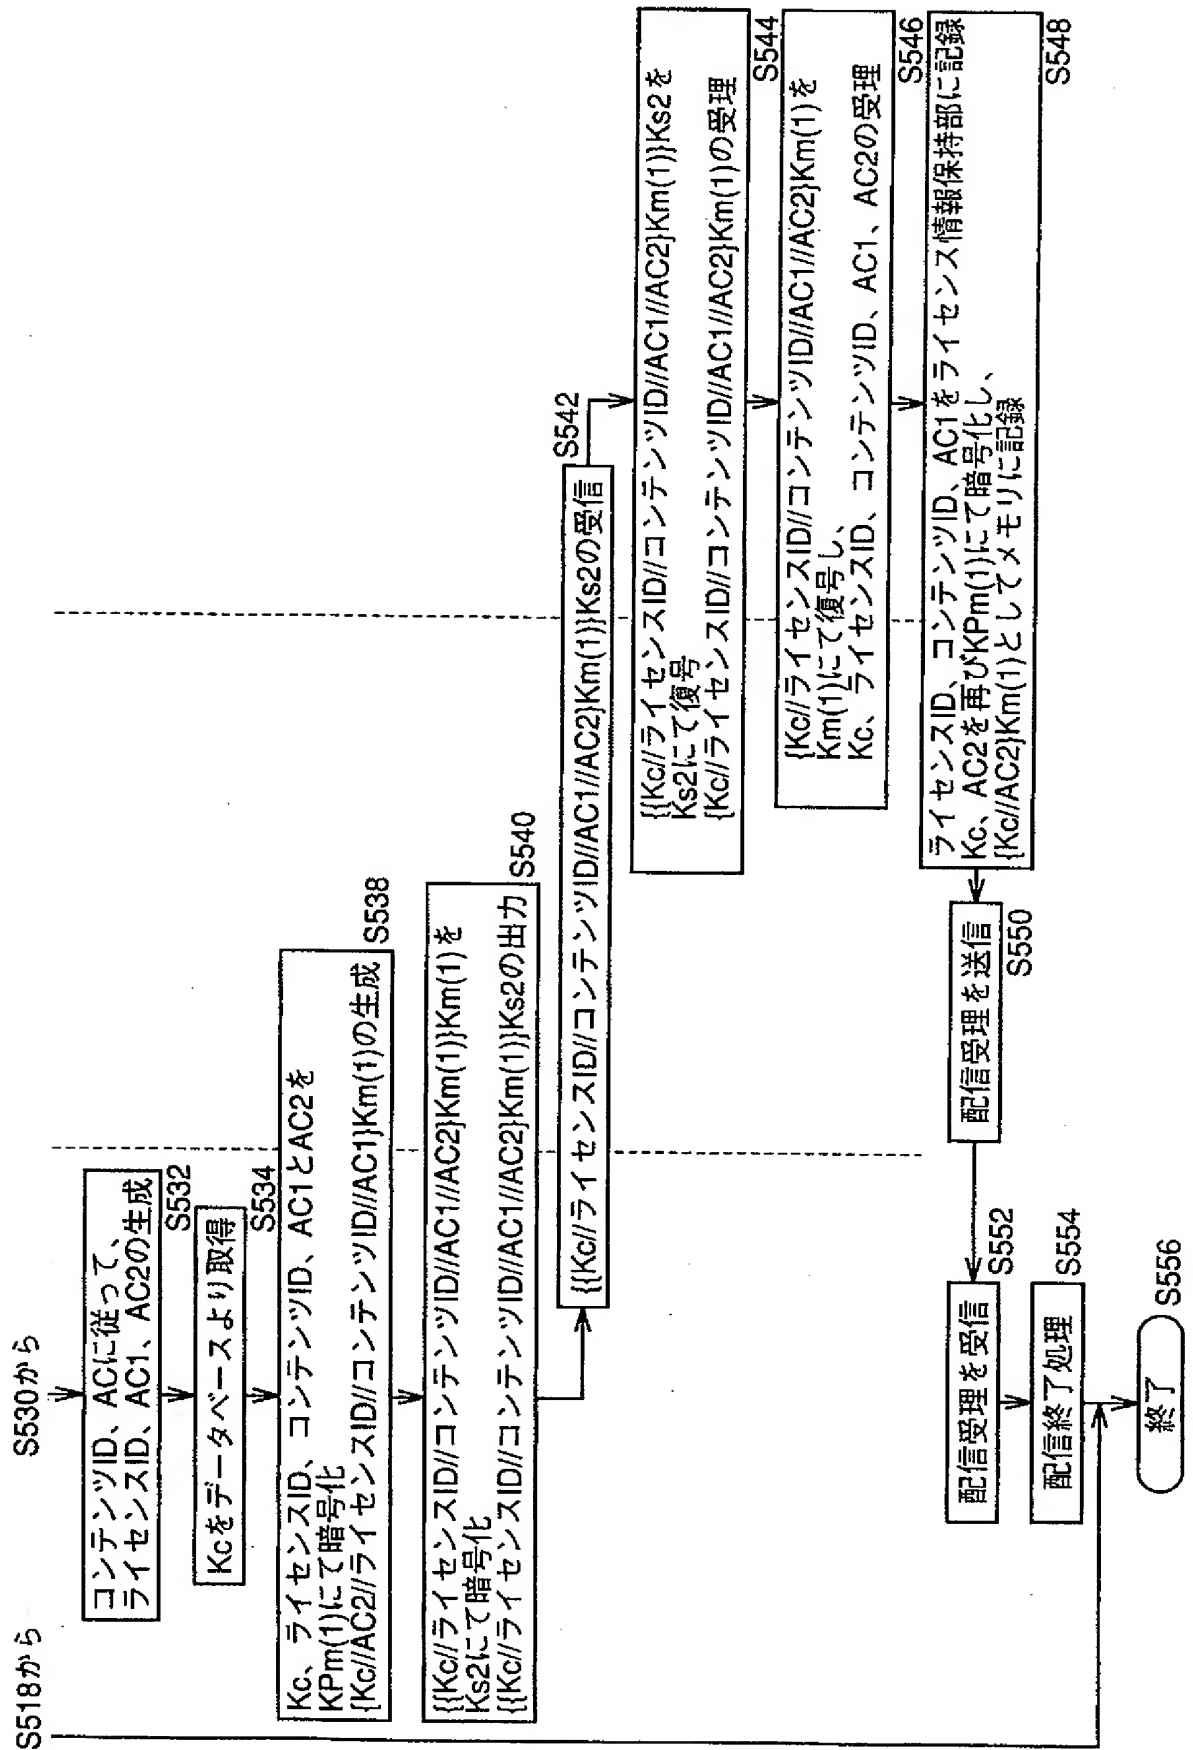 S518から
S530から
コンテンツID、ACに従って、
ライセンスID、AC1、AC2の生成
S532
Kcをデータベースより取得
S534
Kc、ライセンスID、コンテンツID、AC1とAC2を
KPm(1)にて暗号化
{Kc//AC2//ライセンスID//コンテンツID//AC1}Km(1)の生成
S538
{{Kc//ライセンスID//コンテンツID//AC1//AC2}Km(1)}Km(1)を
Ks2にて暗号化
{{Kc//ライセンスID//コンテンツID//AC1//AC2}Km(1)}Ks2の出力
S540
{{Kc//ライセンスID//コンテンツID//AC1//AC2}Km(1)}Ks2の受信
S542
{{Kc//ライセンスID//コンテンツID//AC1//AC2}Km(1)}Ks2を
Ks2にて復号
{Kc//ライセンスID//コンテンツID//AC1//AC2}Km(1)の受理
S544
{Kc//ライセンスID//コンテンツID//AC1//AC2}Km(1)を
Km(1)にて復号し、
Kc、ライセンスID、コンテンツID、AC1、AC2の受理
S546
ライセンスID、コンテンツID、AC1をライセンス情報保持部に記録
Kc、AC2を再びKPm(1)にて暗号化し、
{Kc//AC2}Km(1)としてメモリに記録
S548
配信受理を送信
S550
配信受理を受信
S552
配信終了処理
S554
終了
S556